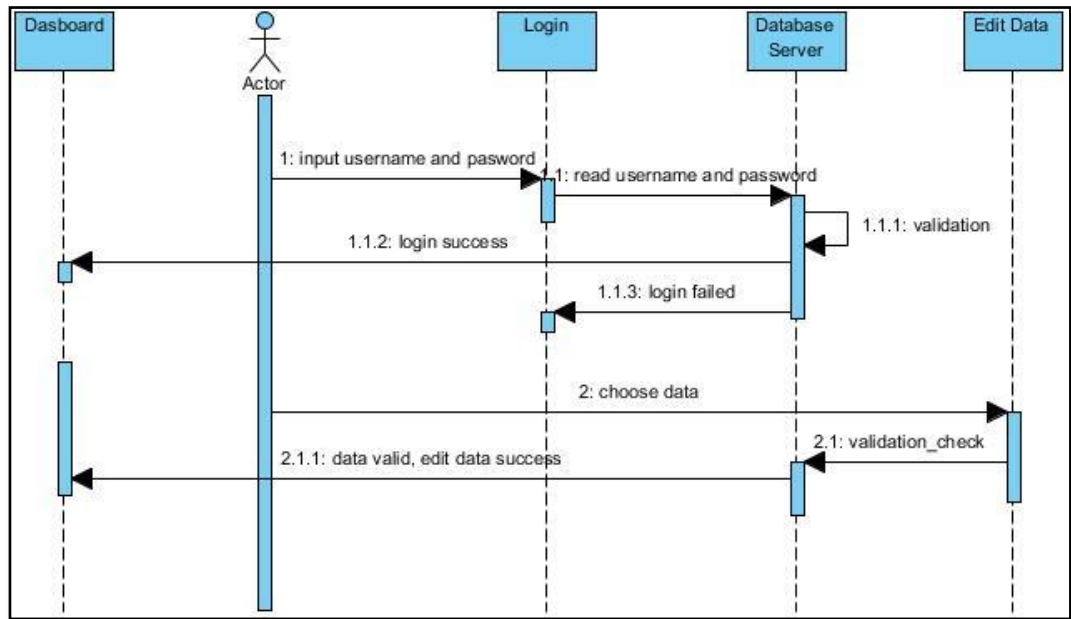 Dasboard
Login
Database
Server
Edit Data
Actor
1: input username and pasword
1.1: read username and password
1.1.1: validation
1.1.2: login success
1.1.3: login failed
2: choose data
2.1: validation_check
2.1.1: data valid, edit data success